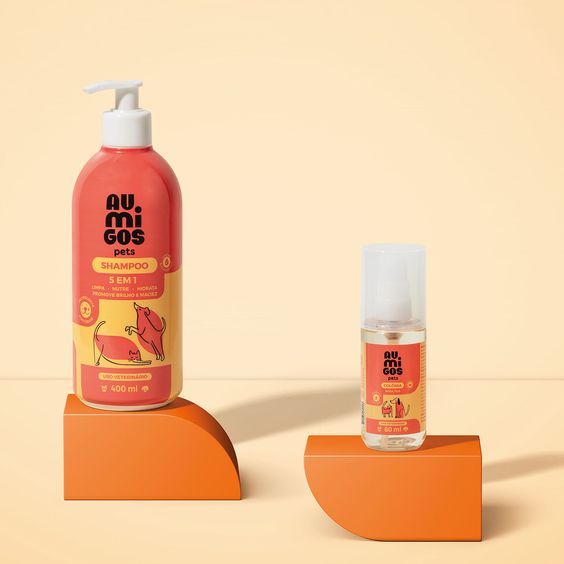 AU
mi
GOS
pets
SHAMPOO
5 EM 1
LIMPA • NUTRE • HIDRATA
PROMOVE BRILHO & MACIEZ
USO VETERINÁRIO
400 ml
AU
mi
GOS
pets
COLÔNIA
60 ml